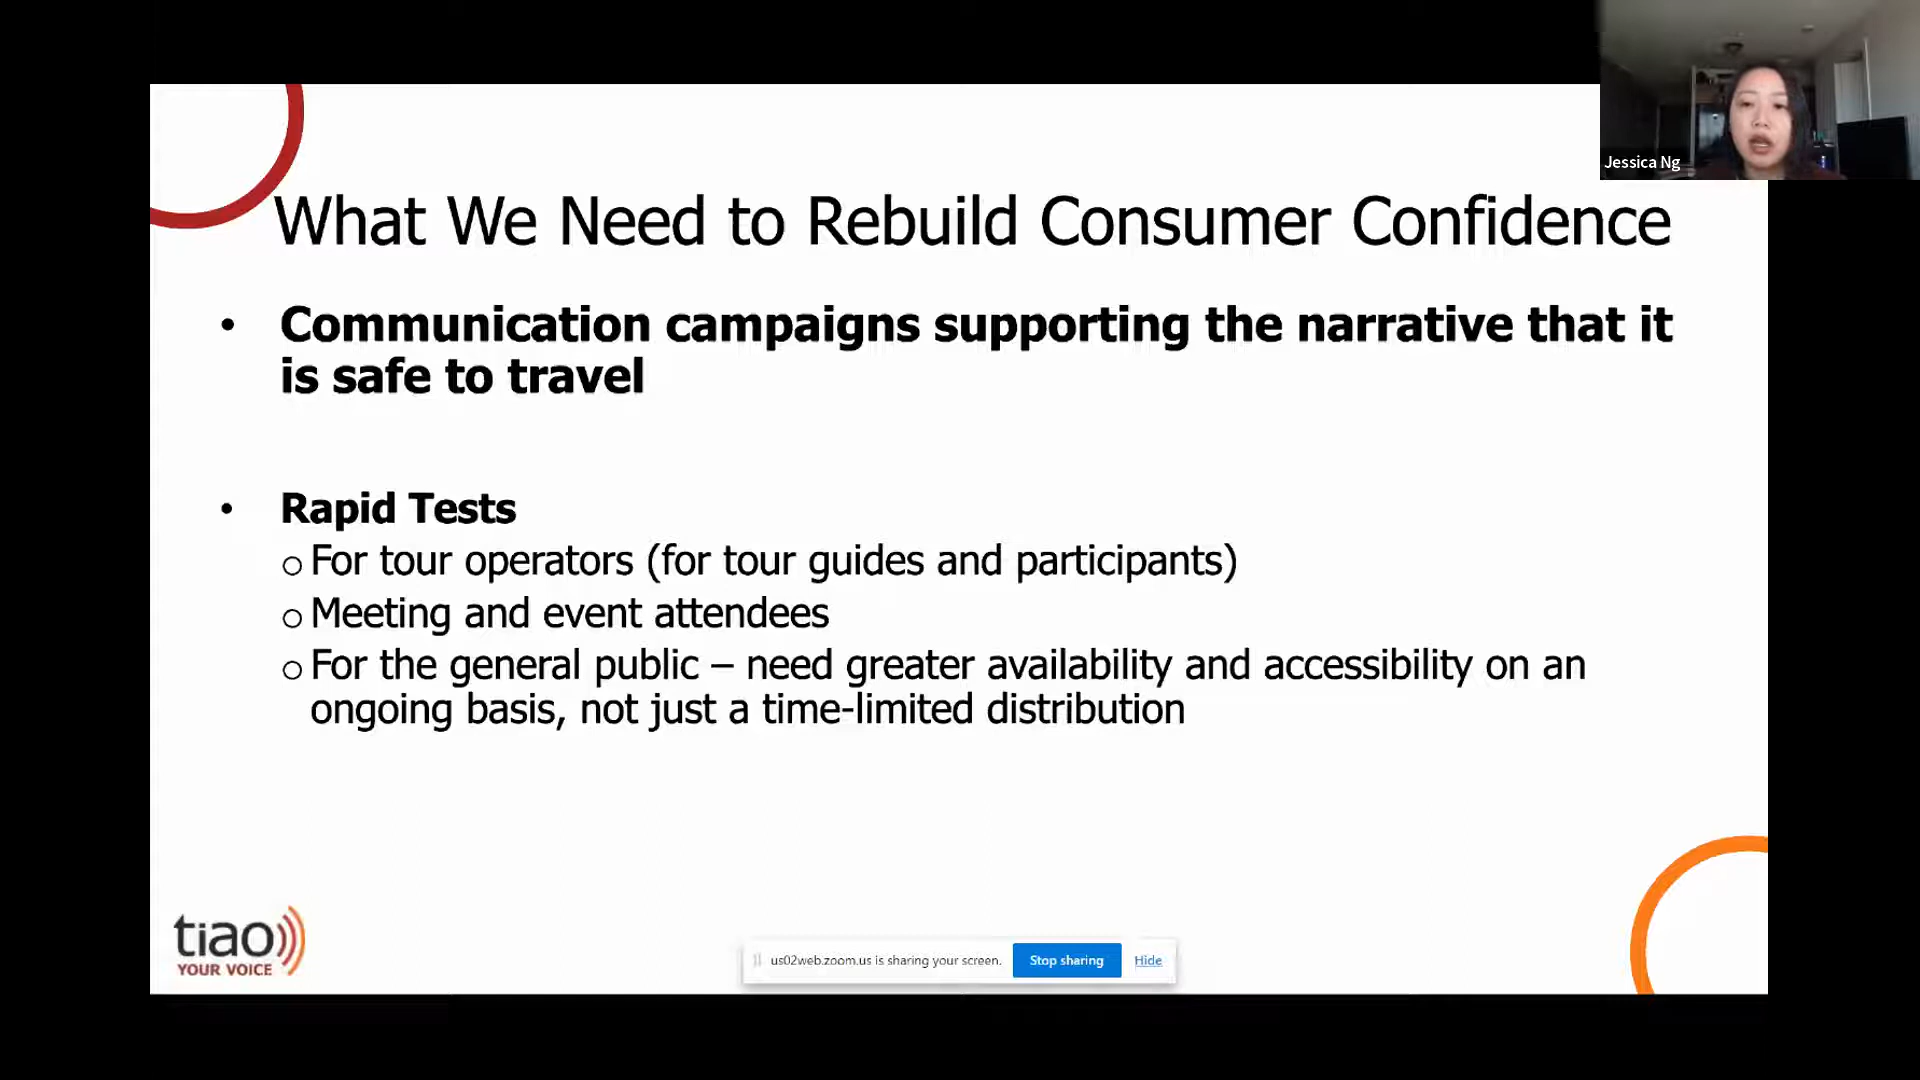 Jessica Ng
What We Need to Rebuild Consumer Confidence
• Communication campaigns supporting the narrative that it
is safe to travel
• Rapid Tests
o For tour operators (for tour guides and participants)
o Meeting and event attendees
o For the general public – need greater availability and accessibility on an
ongoing basis, not just a time-limited distribution
tiao
YOUR VOICE
us02web.zoom.us is sharing your screen. Stop sharing Hide